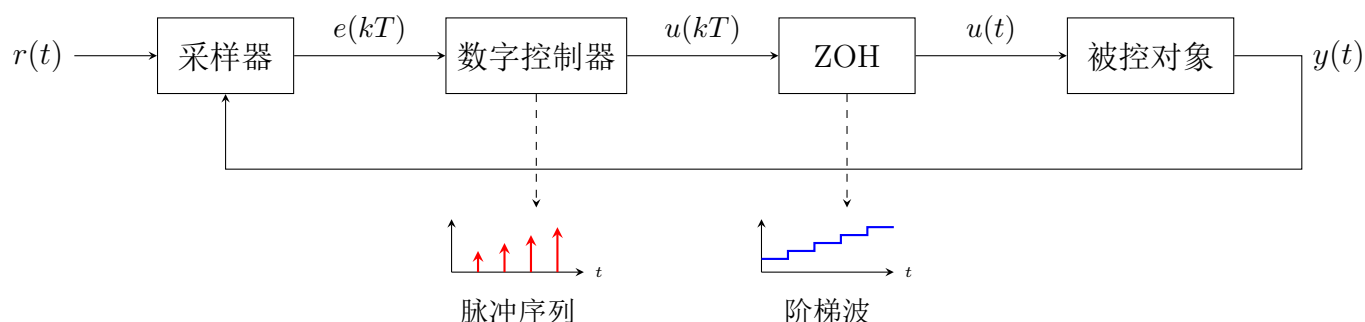 r(t)
采样器
e(kT)
数字控制器
u(kT)
ZOH
u(t)
被控对象
y(t)
t
脉冲序列
t
阶梯波